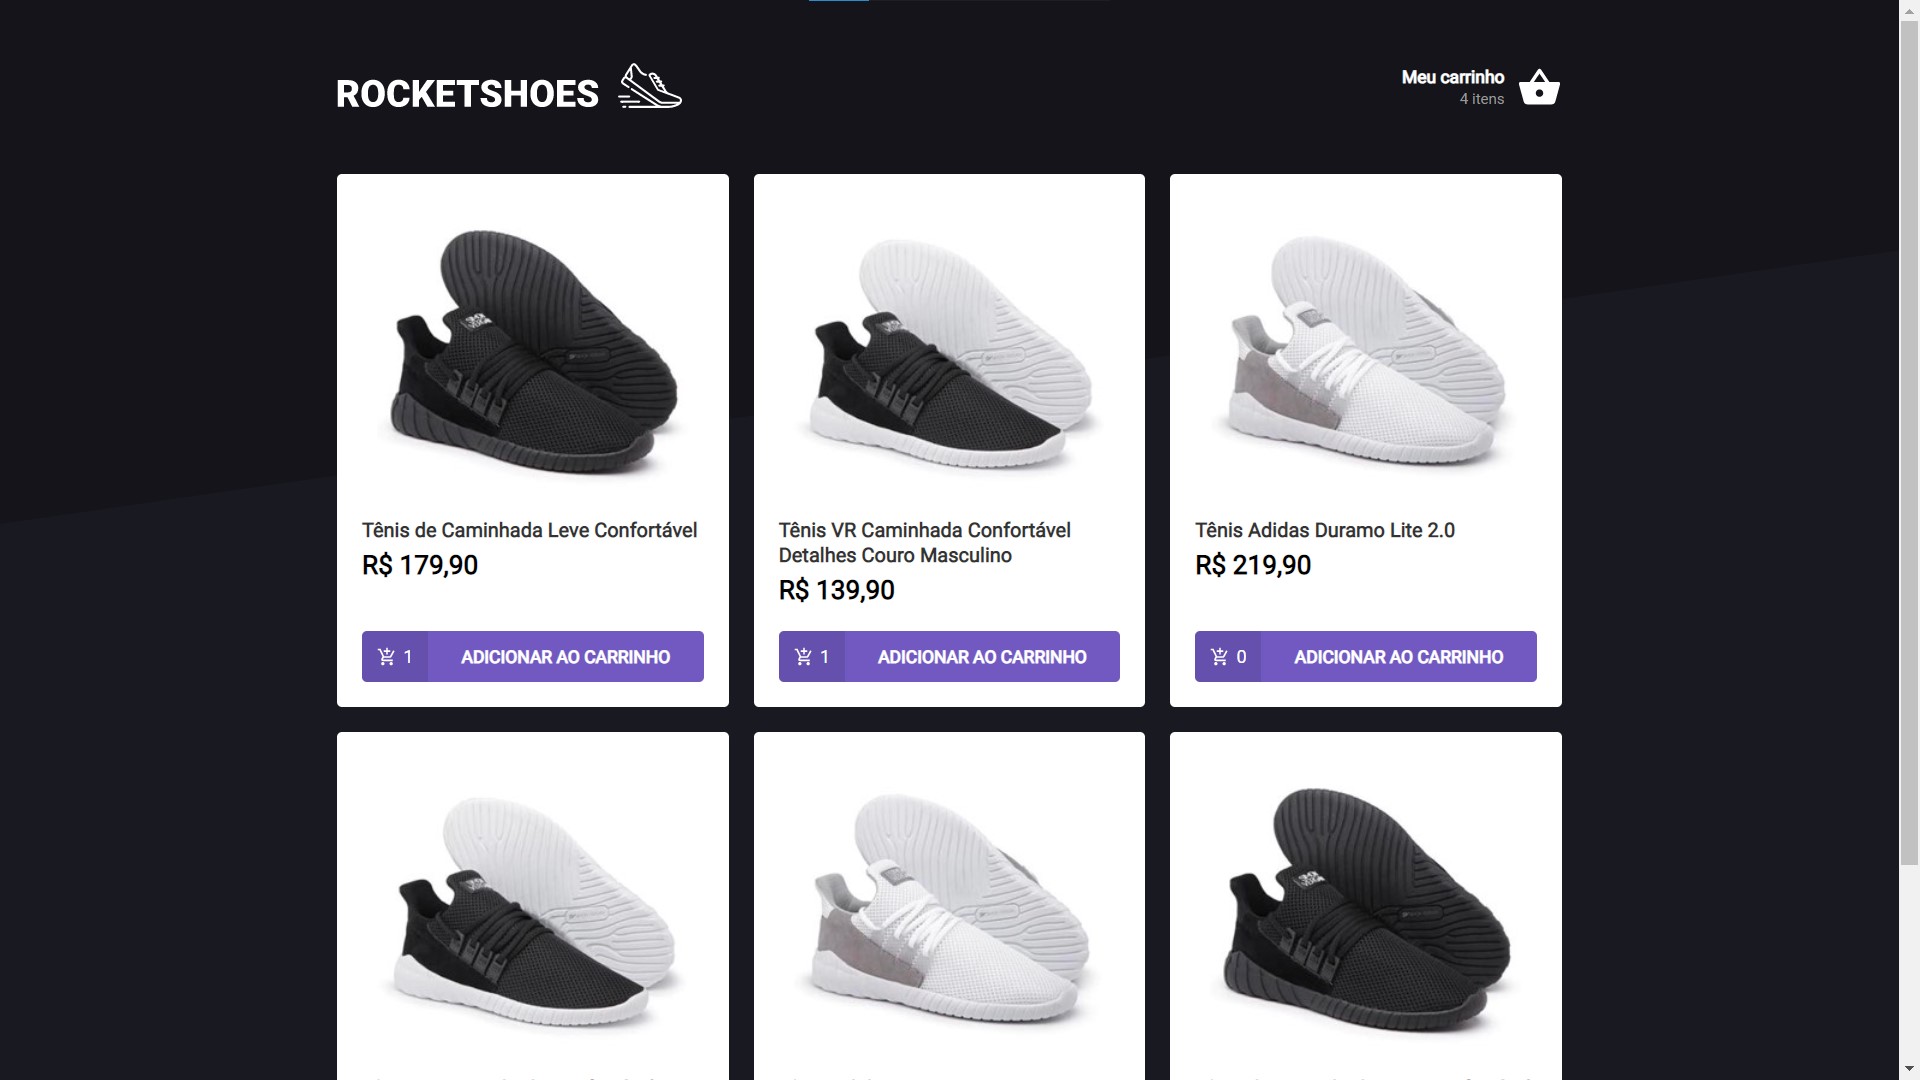 ROCKETSHOES
Meu carrinho
4 itens
Tênis de Caminhada Leve Confortável
R$ 179,90
1 ADICIONAR AO CARRINHO
Tênis VR Caminhada Confortável
Detalhes Couro Masculino
R$ 139,90
1 ADICIONAR AO CARRINHO
Tênis Adidas Duramo Lite 2.0
R$ 219,90
0 ADICIONAR AO CARRINHO